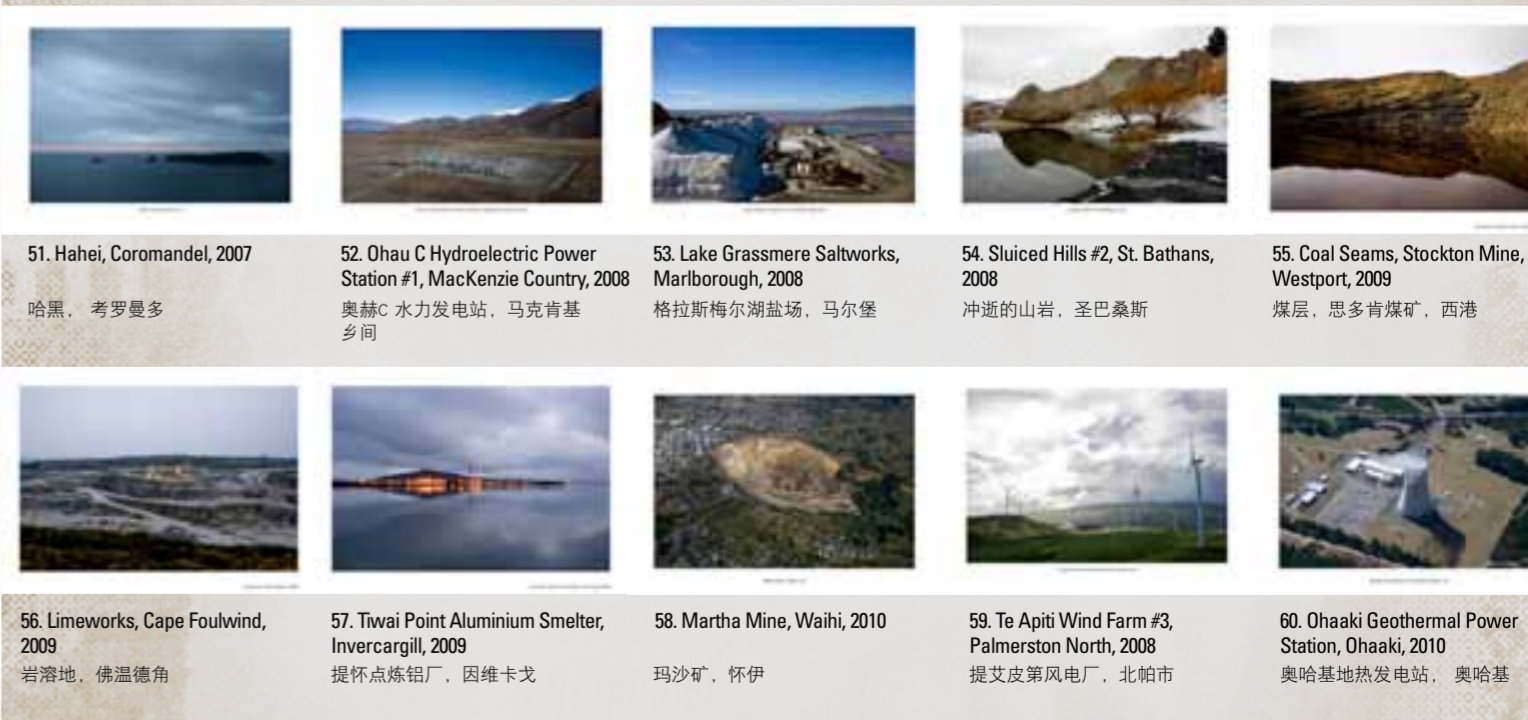 51. Hahei, Coromandel, 2007
哈黑， 考罗曼多
52. Ohau C Hydroelectric Power
Station #1, MacKenzie Country, 2008
奥赫C 水力发电站，马克肯基
乡间
53. Lake Grassmere Saltworks,
Marlborough, 2008
格拉斯梅尔湖盐场，马尔堡
54. Sluiced Hills #2, St. Bathans,
2008
冲逝的山岩，圣巴桑斯
55. Coal Seams, Stockton Mine,
Westport, 2009
煤层，思多肯煤矿，西港
56. Limeworks, Cape Foulwind,
2009
岩溶地，佛温德角
57. Tiwai Point Aluminium Smelter,
Invercargill, 2009
提怀点炼铝厂，因维卡戈
58. Martha Mine, Waihi, 2010
玛沙矿，怀伊
59. Te Apiti Wind Farm #3,
Palmerston North, 2008
提艾皮第风电厂，北帕市
60. Ohaaki Geothermal Power
Station, Ohaaki, 2010
奥哈基地热发电站， 奥哈基